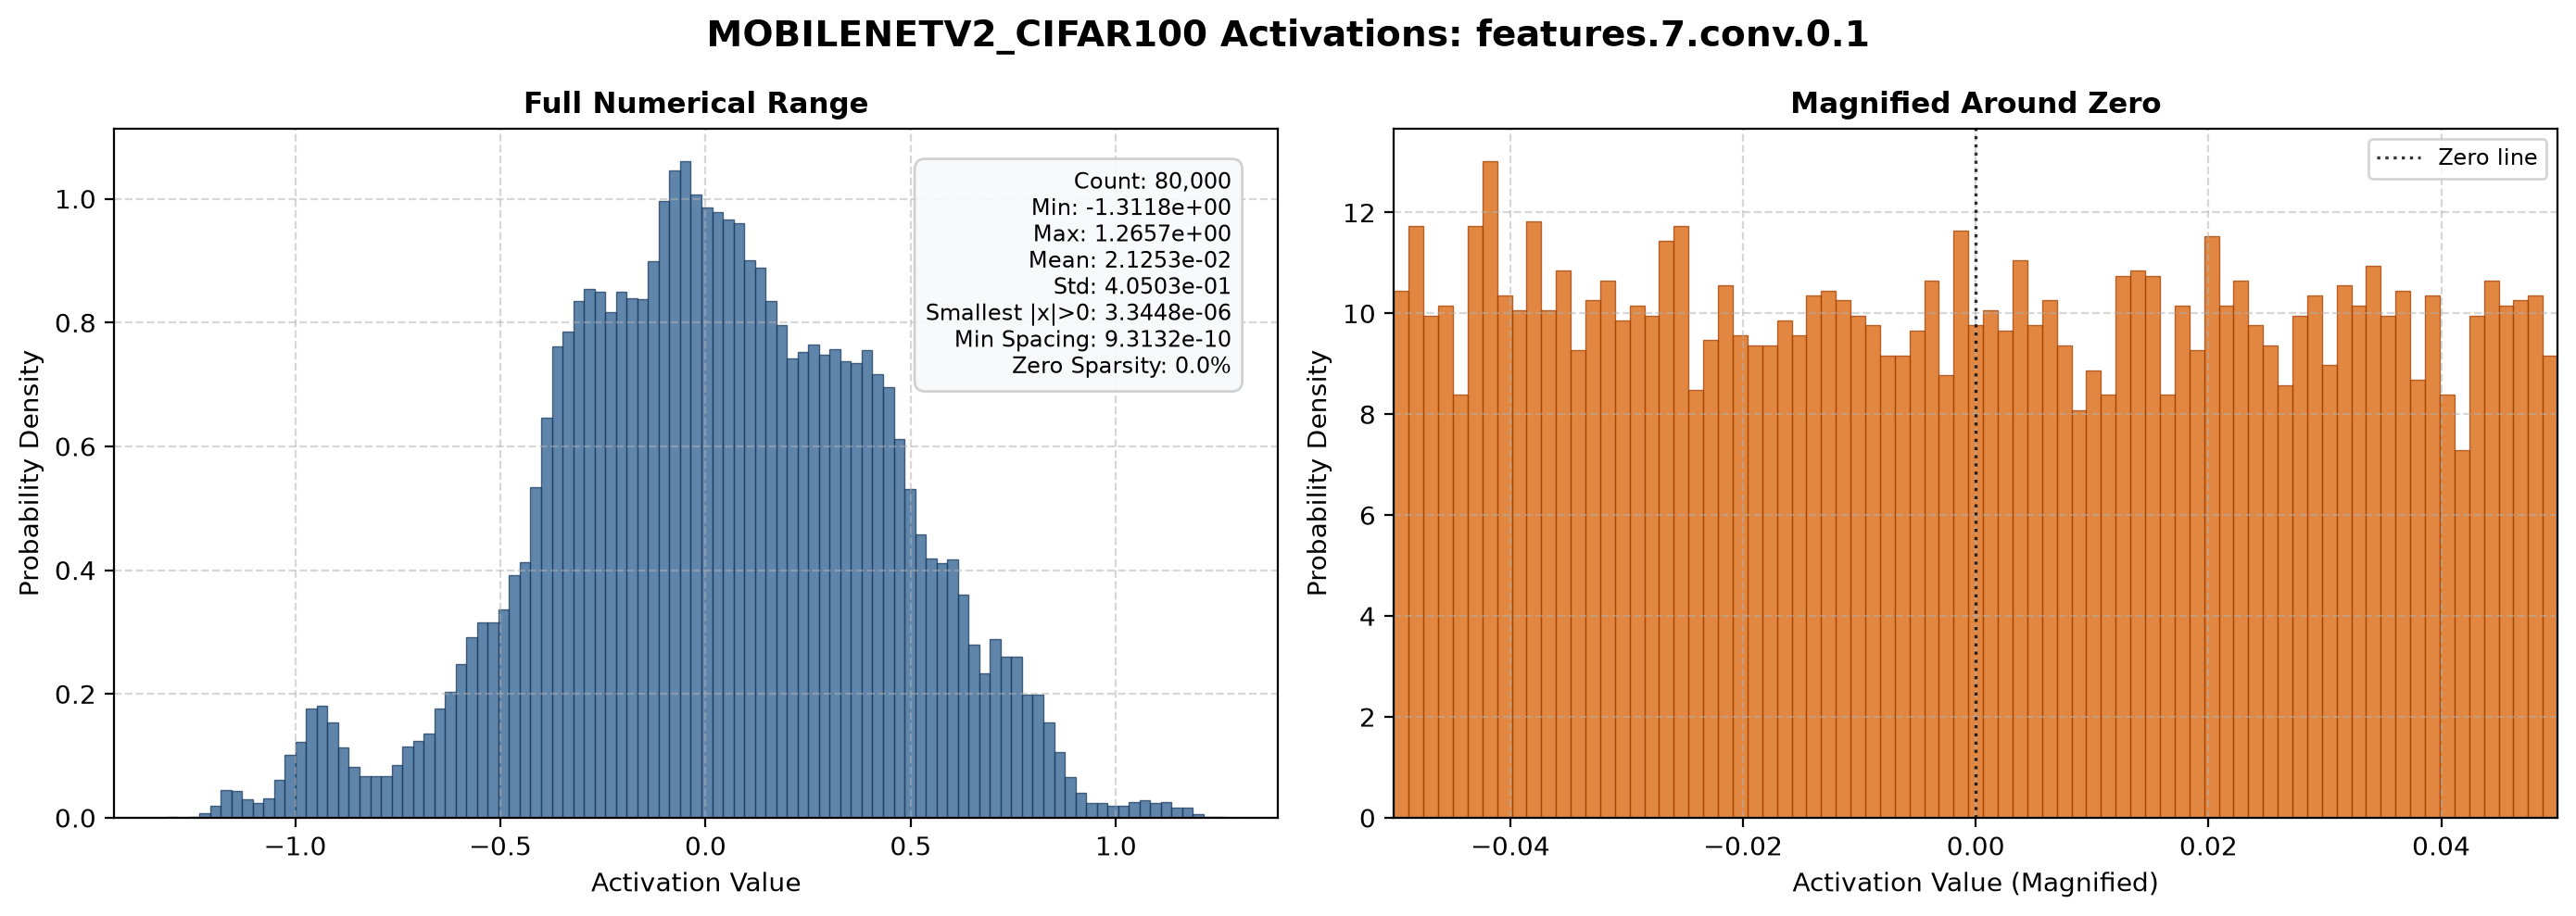 MOBILENETV2_CIFAR100 Activations: features.7.conv.0.1
Full Numerical Range
Probability Density
1.0
0.8
0.6
0.4
0.2
0.0
Count: 80,000
Min: -1.3118e+00
Max: 1.2657e+00
Mean: 2.1253e-02
Std: 4.0503e-01
Smallest |x|>0: 3.3448e-06
Min Spacing: 9.3132e-10
Zero Sparsity: 0.0%
−1.0 −0.5 0.0 0.5 1.0
Activation Value
Magnified Around Zero
Probability Density
12
10
8
6
4
2
0
Zero line
−0.04 −0.02 0.00 0.02 0.04
Activation Value (Magnified)